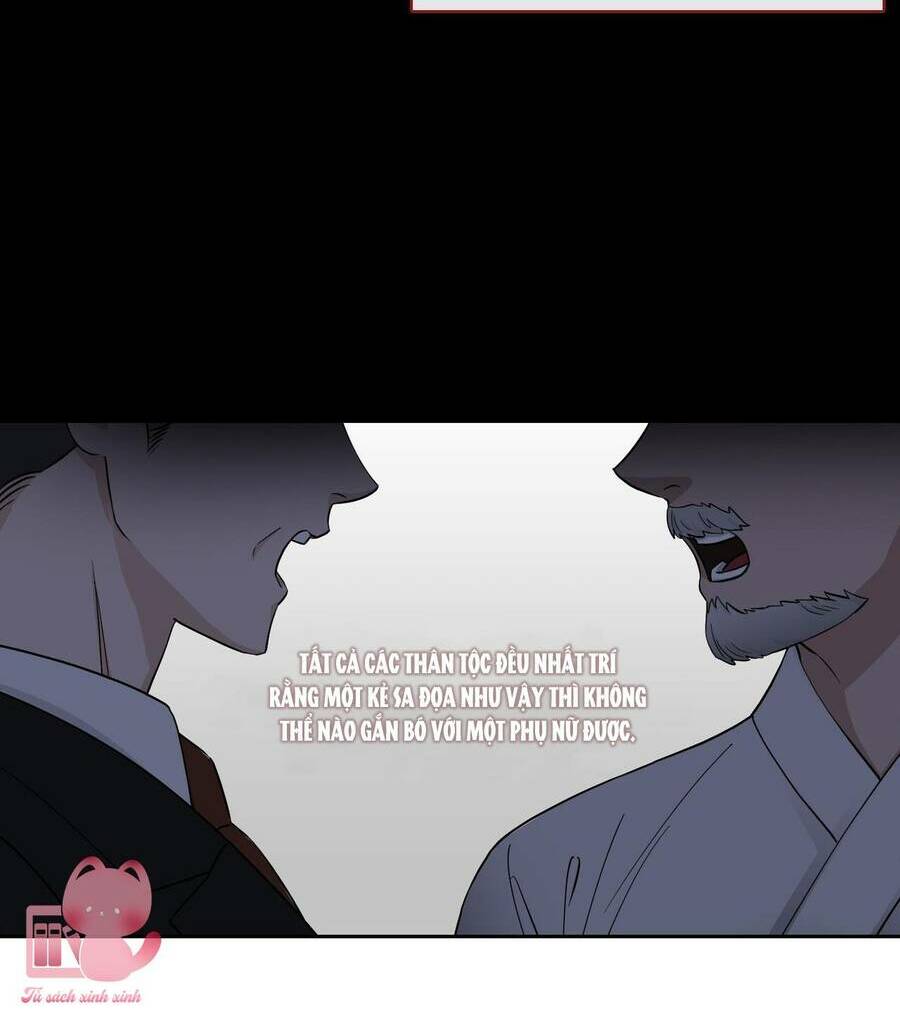 TẤT CẢ CÁC THÂN TỘC ĐỀU NHẤT TRÍ
RẰNG MỘT KẺ SA ĐỌA NHƯ VẬY THÌ KHÔNG
THỂ NÀO GẮN BÓ VỚI MỘT PHỤ NỮ ĐƯỢC.
Tủ sách xinh xinh